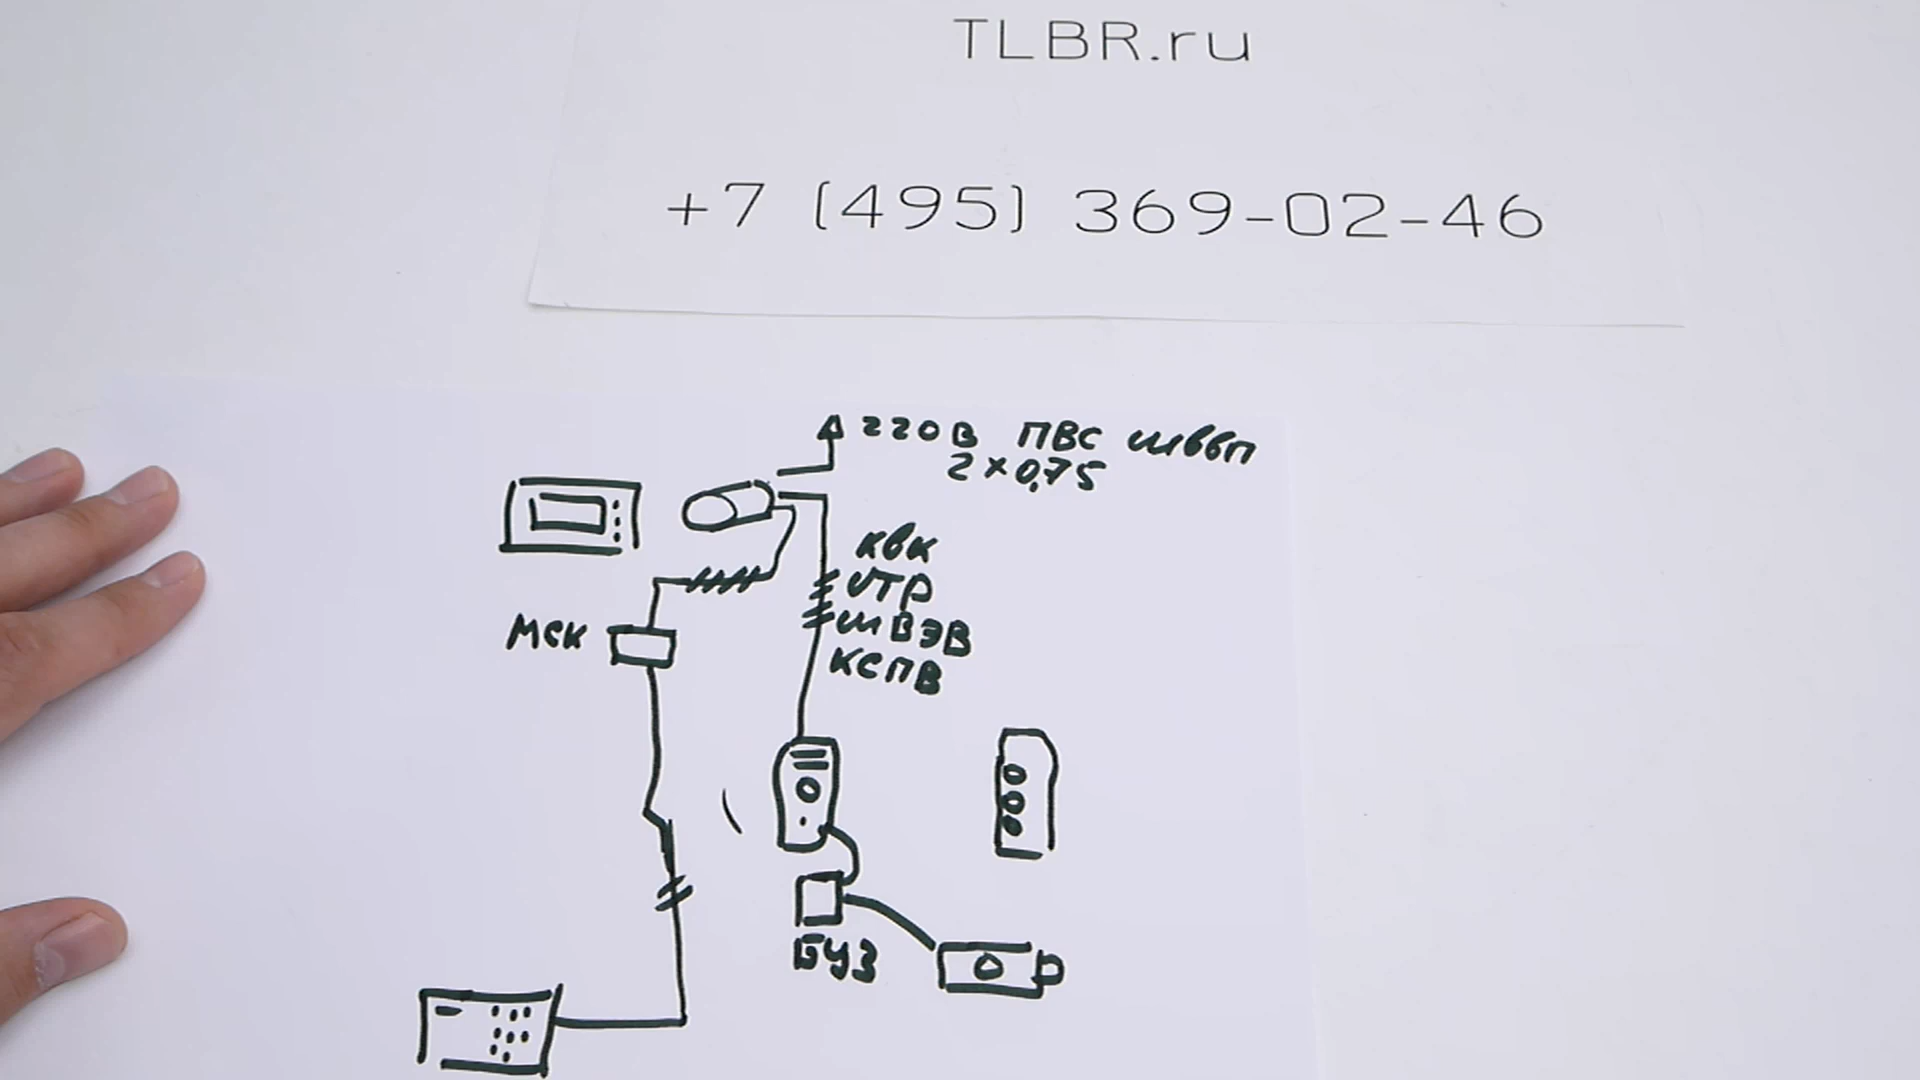 TLBR.ru
+7 (495) 369-02-46
220В ПВС ШВВП
2×0,75
КВК
UTP
ШВЭВ
КСПВ
МСК
БУЗ